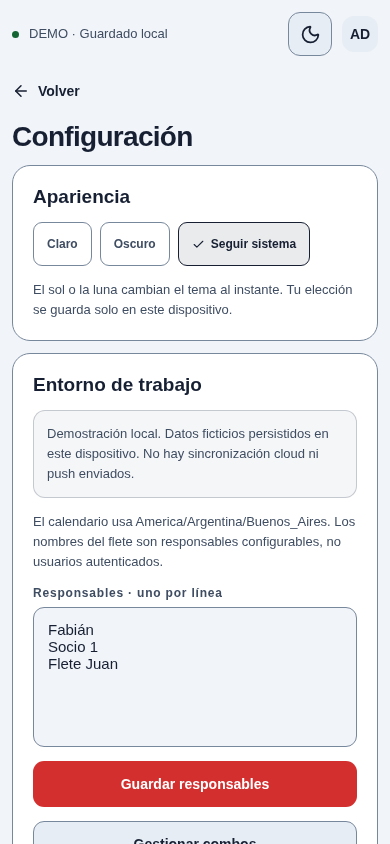 DEMO · Guardado local
AD
Volver
Configuración
Apariencia
Claro
Oscuro
Seguir sistema
El sol o la luna cambian el tema al instante. Tu elección
se guarda solo en este dispositivo.
Entorno de trabajo
Demostración local. Datos ficticios persistidos en
este dispositivo. No hay sincronización cloud ni
push enviados.
El calendario usa America/Argentina/Buenos_Aires. Los
nombres del flete son responsables configurables, no
usuarios autenticados.
Responsables · uno por línea
Fabián
Socio 1
Flete Juan
Guardar responsables
Gestionar combos